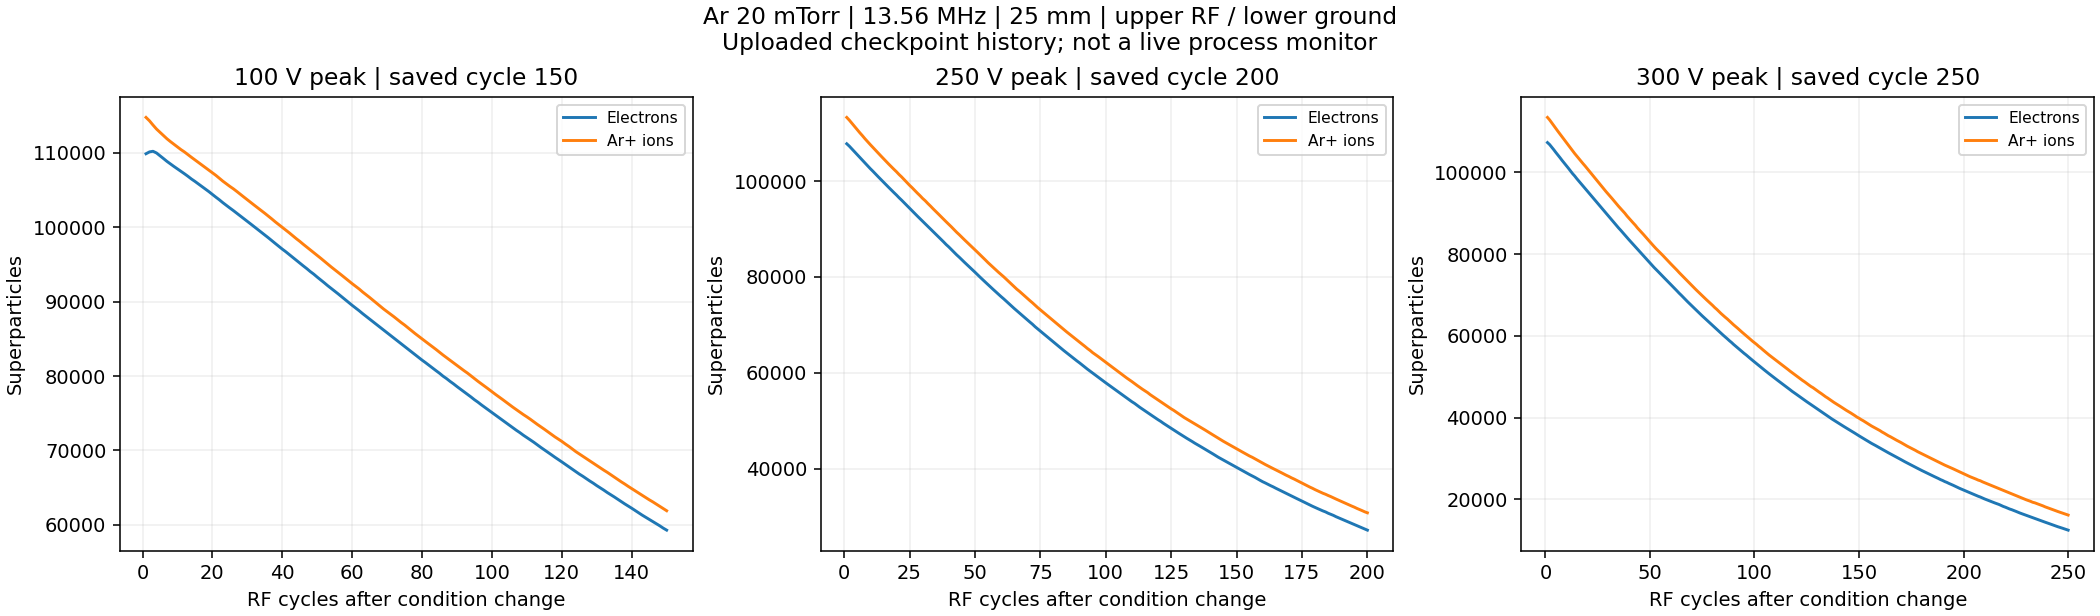 Ar 20 mTorr | 13.56 MHz | 25 mm | upper RF / lower ground
Uploaded checkpoint history; not a live process monitor
100 V peak | saved cycle 150
Electrons
Ar+ ions
110000
100000
90000
80000
70000
60000
Superparticles
0
20
40
60
80
100
120
140
RF cycles after condition change
250 V peak | saved cycle 200
Electrons
Ar+ ions
100000
80000
60000
40000
Superparticles
0
25
50
75
100
125
150
175
200
RF cycles after condition change
300 V peak | saved cycle 250
Electrons
Ar+ ions
100000
80000
60000
40000
20000
Superparticles
0
50
100
150
200
250
RF cycles after condition change